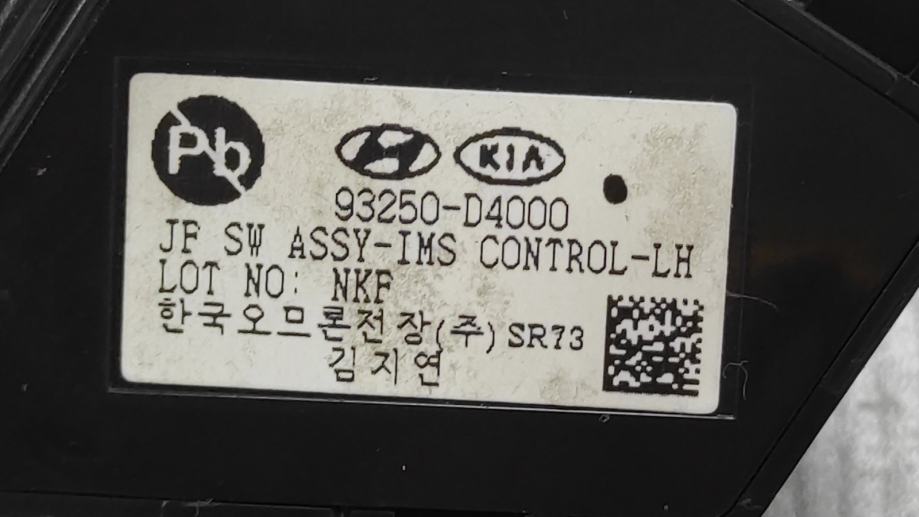 Pb
KIA
93250-D4000
JF SW ASSY-IMS CONTROL-LH
LOT NO: NKF
한국오므론전장(주) SR73
김지연